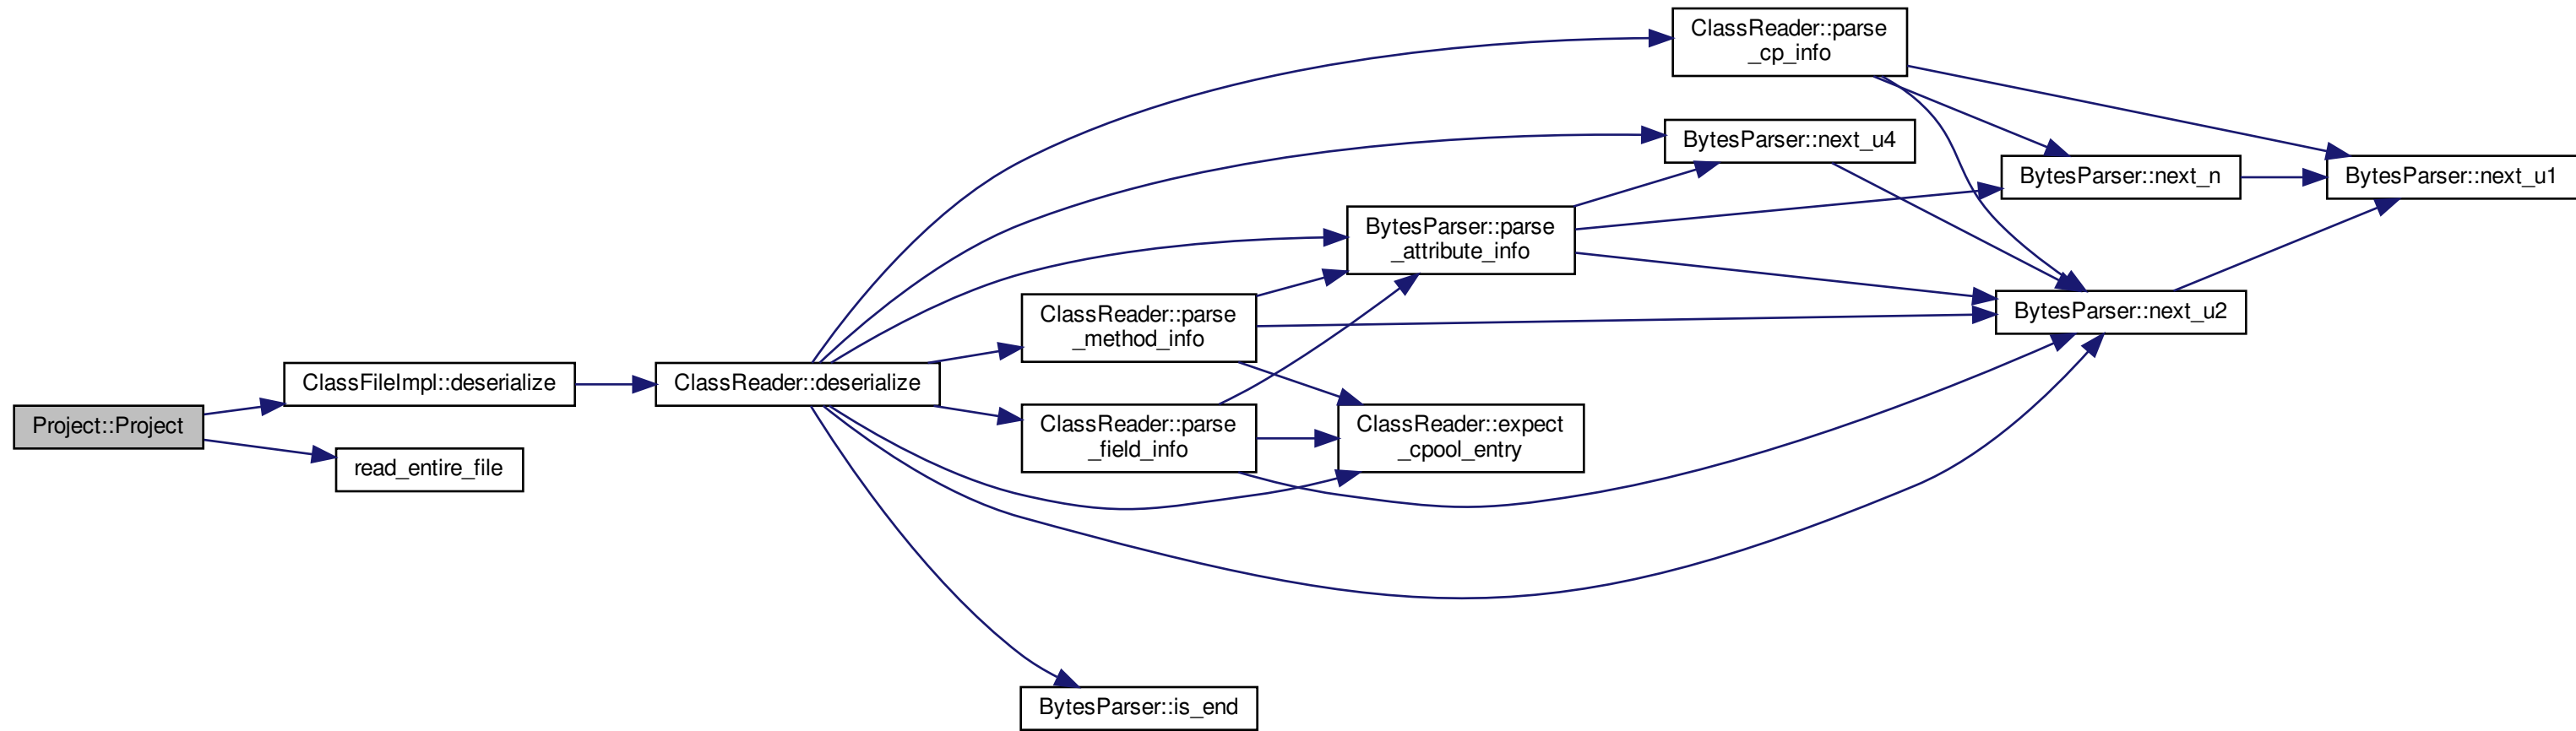 ClassReader::parse
_cp_info
BytesParser::next_u4
BytesParser::next_n
BytesParser::next_u1
BytesParser::parse
_attribute_info
ClassReader::parse
_method_info
BytesParser::next_u2
ClassFileImpl::deserialize
ClassReader::deserialize
Project::Project
ClassReader::parse
_field_info
ClassReader::expect
_cpool_entry
read_entire_file
BytesParser::is_end